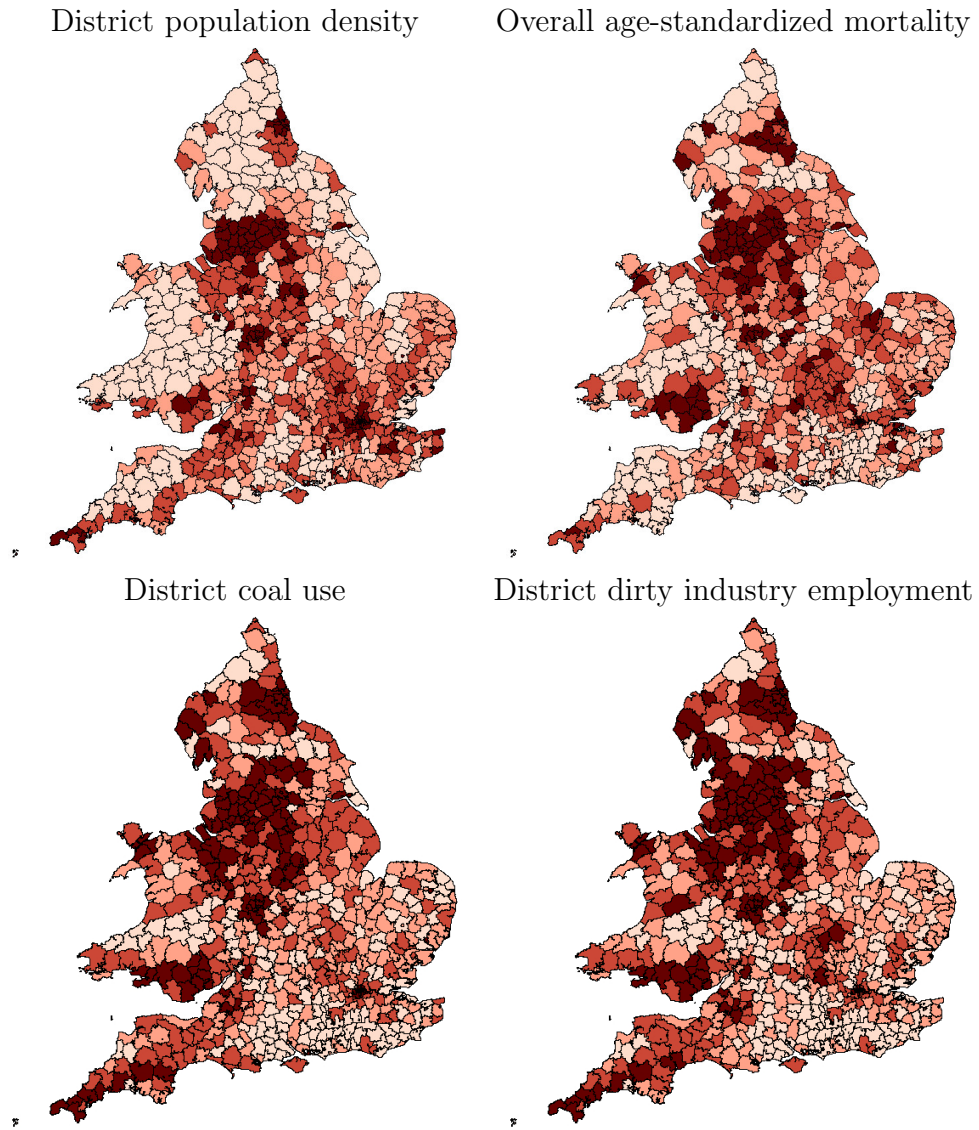 District population density
Overall age-standardized mortality
District coal use
District dirty industry employment